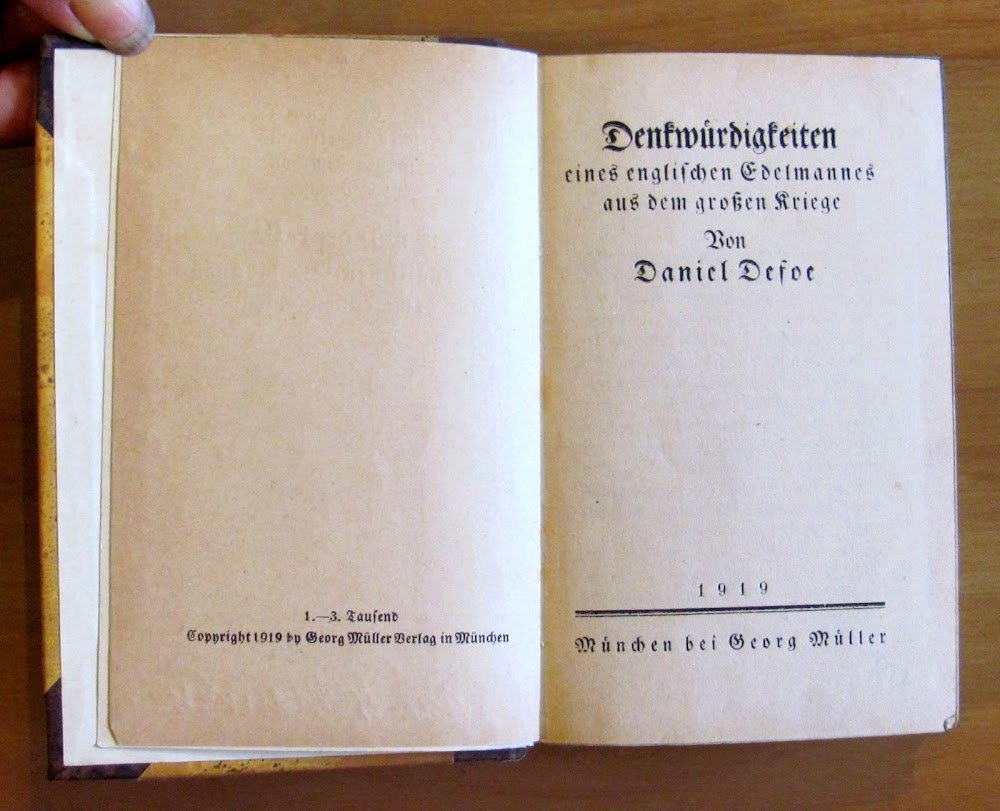 1.—3. Tausend
Copyright 1919 by Georg Müller Verlag in München
Denkwürdigkeiten
eines englischen Edelmannes
aus dem großen Kriege
Von
Daniel Defoe
1919
München bei Georg Müller